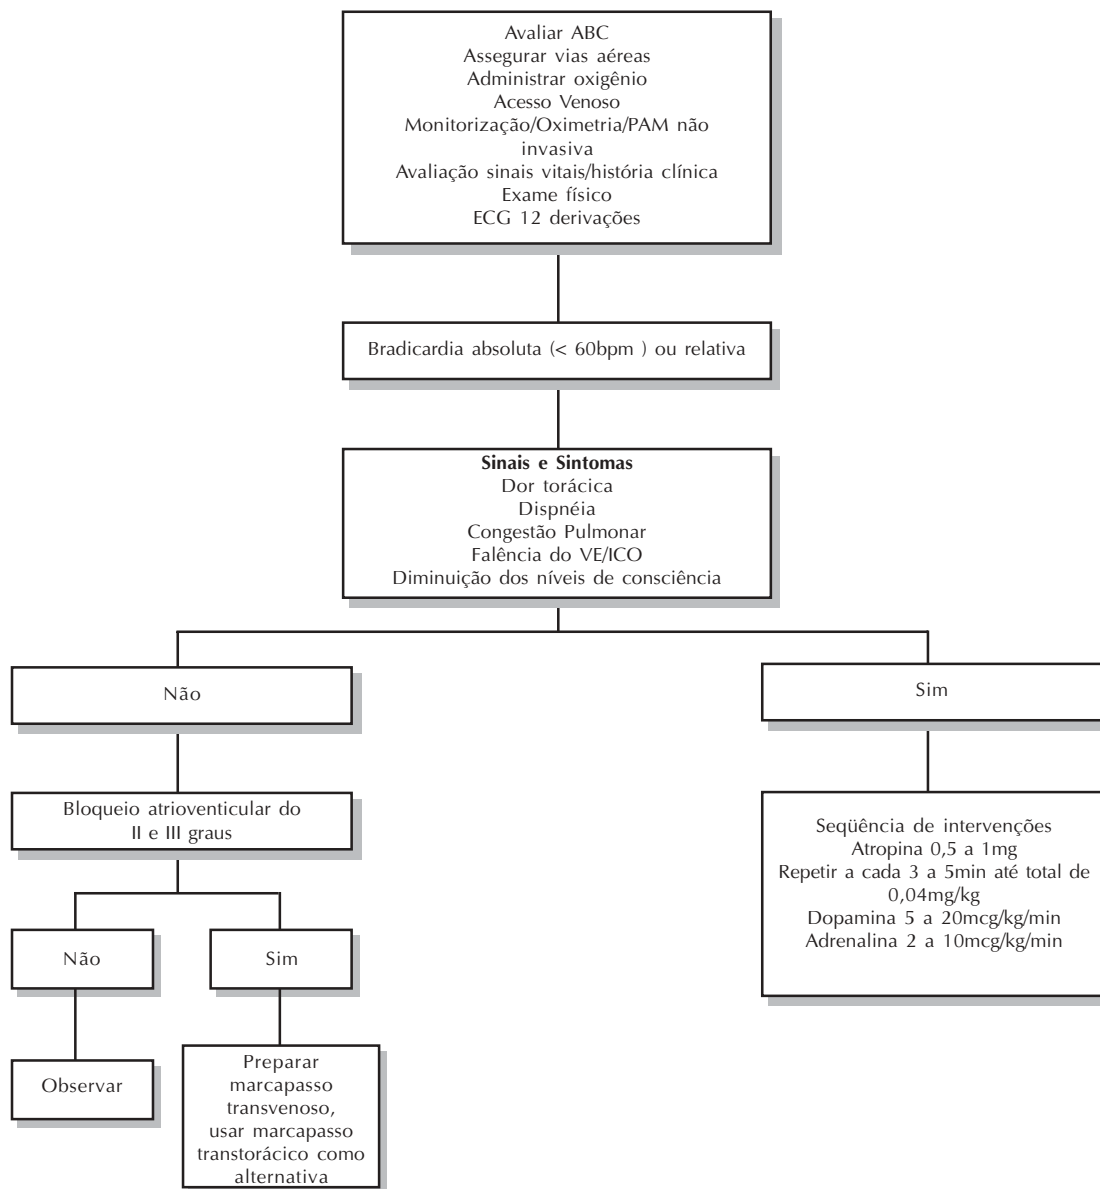 Avaliar ABC
Assegurar vias aéreas
Administrar oxigênio
Acesso Venoso
Monitorização/Oximetria/PAM não
invasiva
Avaliação sinais vitais/história clínica
Exame físico
ECG 12 derivações
Bradicardia absoluta (< 60bpm ) ou relativa
Sinais e Sintomas
Dor torácica
Dispnéia
Congestão Pulmonar
Falência do VE/ICO
Diminuição dos níveis de consciência
Não
Sim
Bloqueio atrioventicular do
II e III graus
Seqüência de intervenções
Atropina 0,5 a 1mg
Repetir a cada 3 a 5min até total de
0,04mg/kg
Dopamina 5 a 20mcg/kg/min
Adrenalina 2 a 10mcg/kg/min
Não
Sim
Observar
Preparar
marcapasso
transvenoso,
usar marcapasso
transtorácico como
alternativa